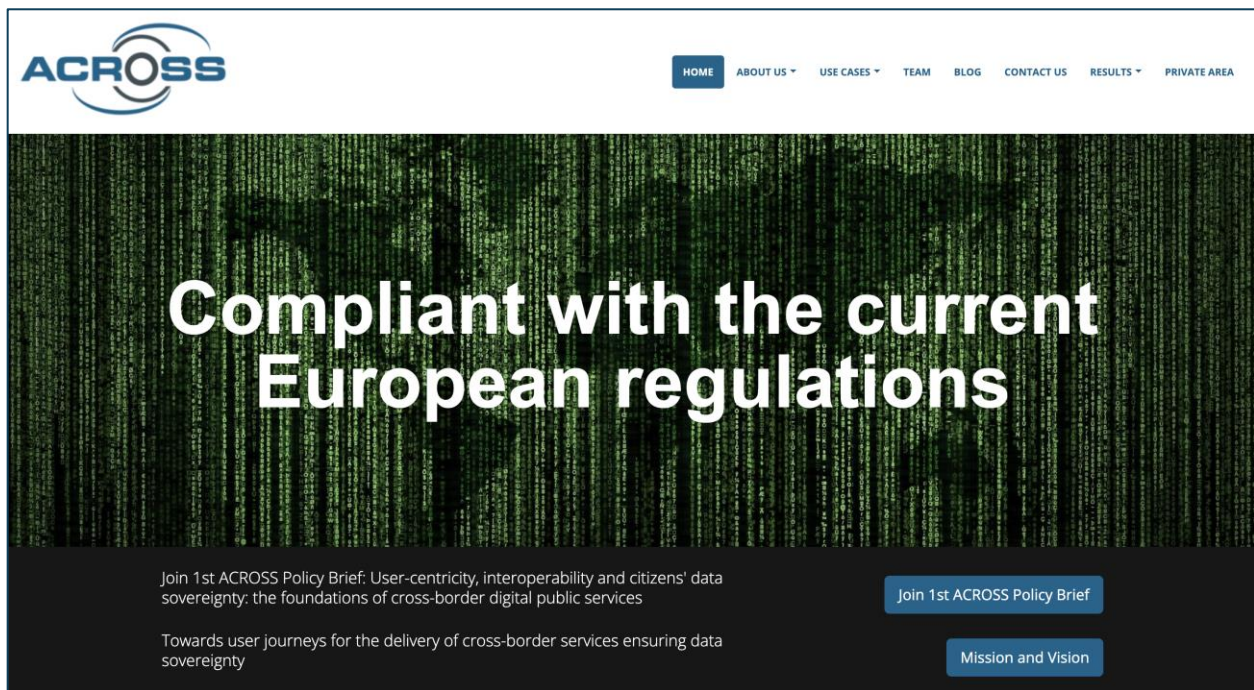 ACROSS
HOME ABOUT US USE CASES TEAM BLOG CONTACT US RESULTS PRIVATE AREA
Compliant with the current
European regulations
Join 1st ACROSS Policy Brief: User-centricity, interoperability and citizens' data
sovereignty: the foundations of cross-border digital public services
Join 1st ACROSS Policy Brief
Towards user journeys for the delivery of cross-border services ensuring data
sovereignty
Mission and Vision